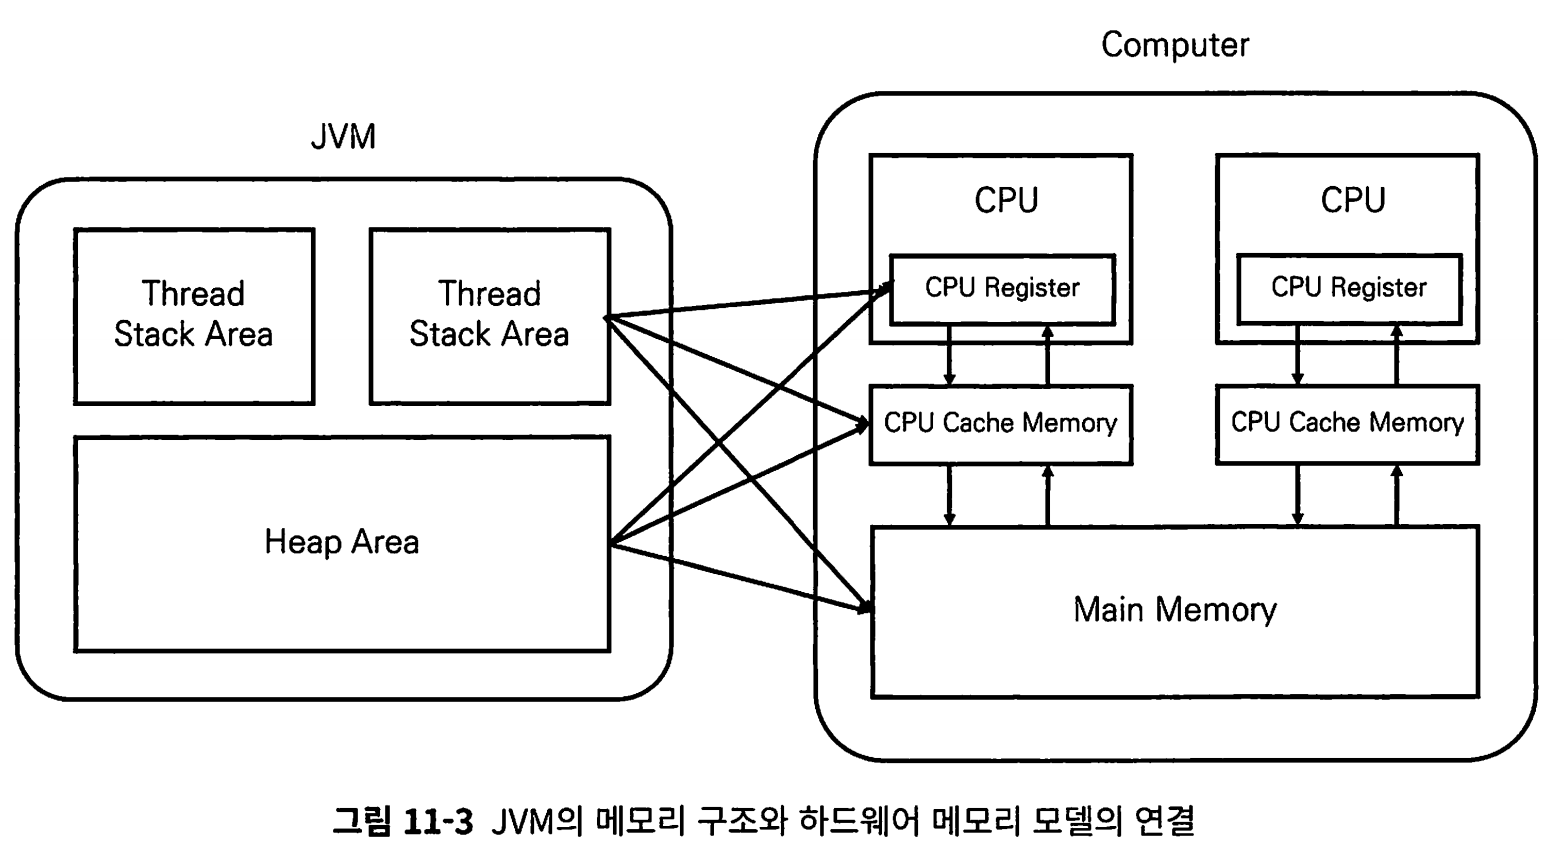 Computer
JVM
Thread
Stack Area
Thread
Stack Area
Heap Area
CPU
CPU Register
CPU Cache Memory
CPU
CPU Register
CPU Cache Memory
Main Memory
그림 11-3 JVM의 메모리 구조와 하드웨어 메모리 모델의 연결